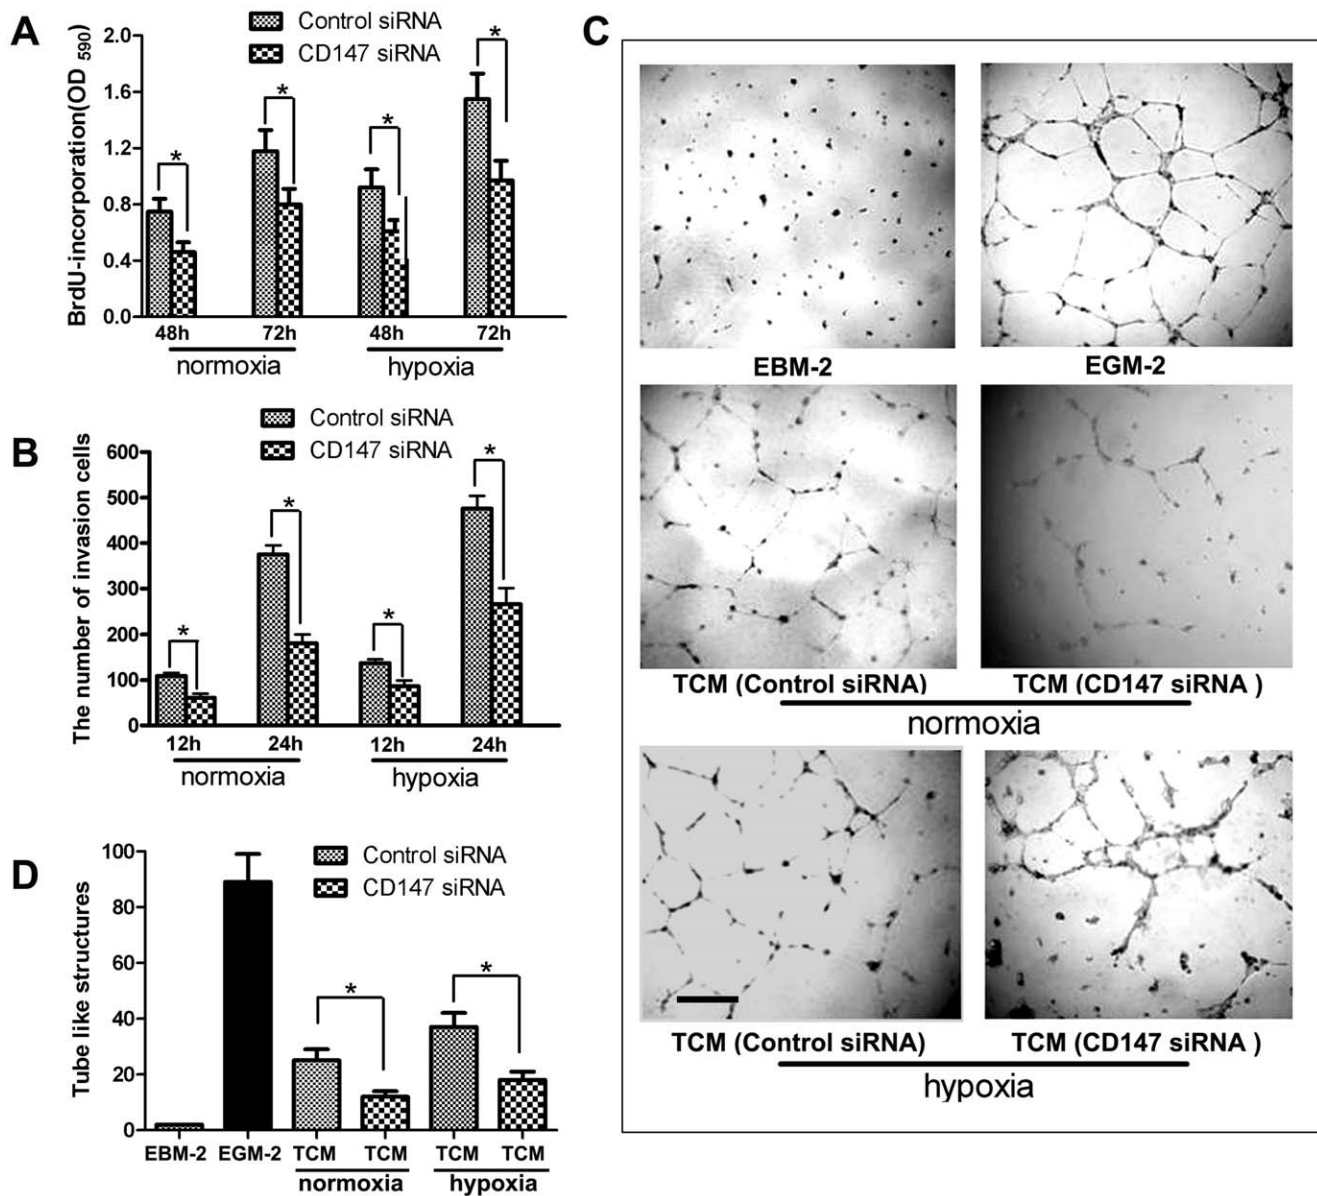 A
Control siRNA
CD147 siRNA
BrdU-incorporation(OD 590)
2.0
1.6
1.2
0.8
0.4
0.0
*
*
*
*
48h
72h
48h
72h
normoxia
hypoxia
B
Control siRNA
CD147 siRNA
The number of invasion cells
600
500
400
300
200
100
0
*
*
*
*
12h
24h
12h
24h
normoxia
hypoxia
D
Control siRNA
CD147 siRNA
Tube like structures
100
80
60
40
20
0
*
*
EBM-2
EGM-2
TCM
TCM
TCM
TCM
normoxia
hypoxia
C
EBM-2
EGM-2
TCM (Control siRNA)
TCM (CD147 siRNA )
normoxia
TCM (Control siRNA)
TCM (CD147 siRNA )
hypoxia